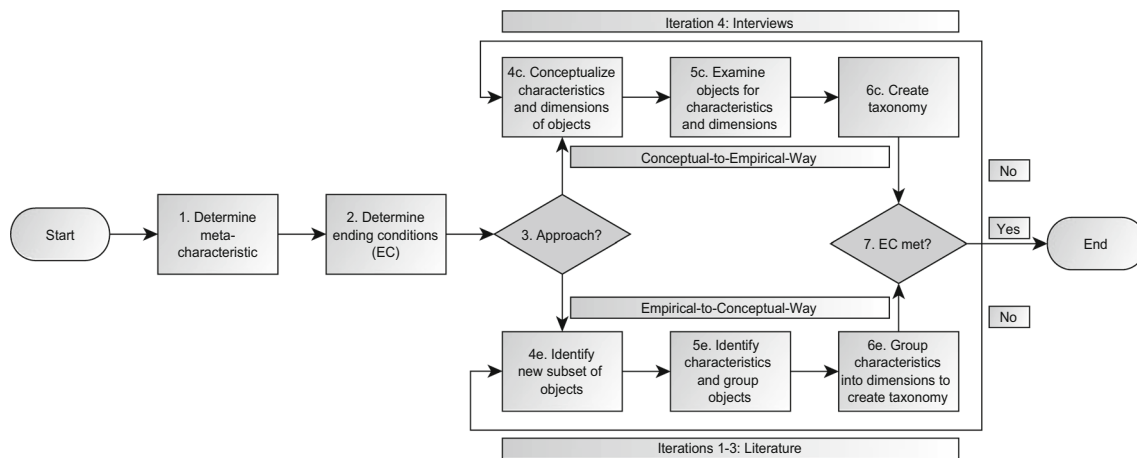 Iteration 4: Interviews
4c. Conceptualize
characteristics
and dimensions
of objects
5c. Examine
objects for
characteristics
and dimensions
6c. Create
taxonomy
Conceptual-to-Empirical-Way
No
Start
1. Determine
meta-
characteristic
2. Determine
ending conditions
(EC)
3. Approach?
7. EC met?
Yes
End
Empirical-to-Conceptual-Way
No
4e. Identify
new subset of
objects
5e. Identify
characteristics
and group
objects
6e. Group
characteristics
into dimensions to
create taxonomy
Iterations 1-3: Literature